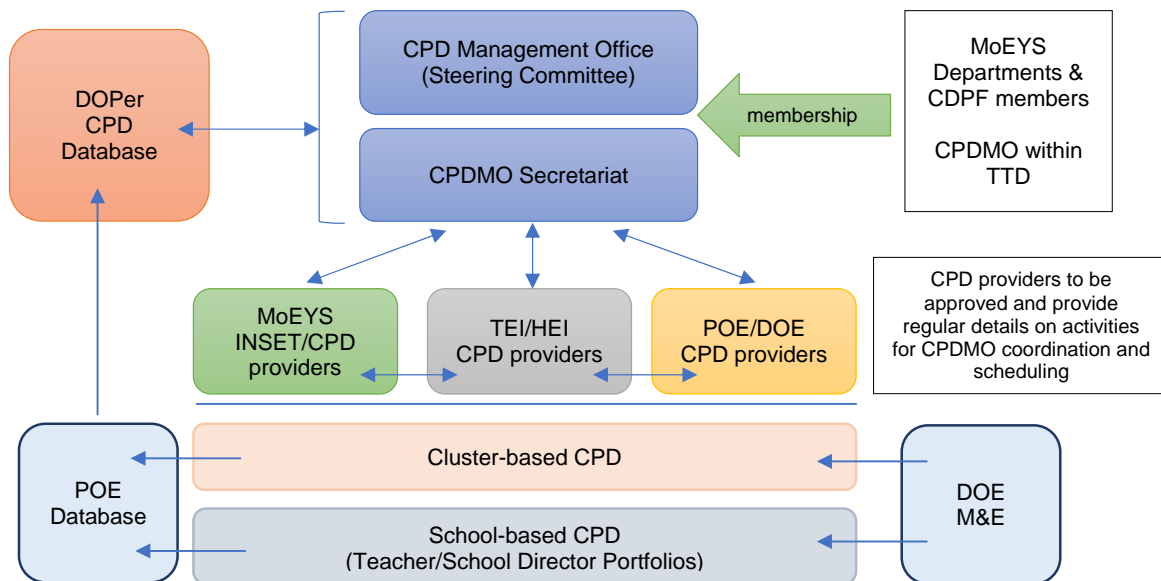 CPD Management Office
(Steering Committee)
MoEYS
Departments &
CDPF members
CPDMO within
TTD
DOPer
CPD
Database
membership
CPDMO Secretariat
MoEYS
INSET/CPD
providers
TEI/HEI
CPD providers
POE/DOE
CPD providers
CPD providers to be
approved and provide
regular details on activities
for CPDMO coordination and
scheduling
POE
Database
Cluster-based CPD
School-based CPD
(Teacher/School Director Portfolios)
DOE
M&E